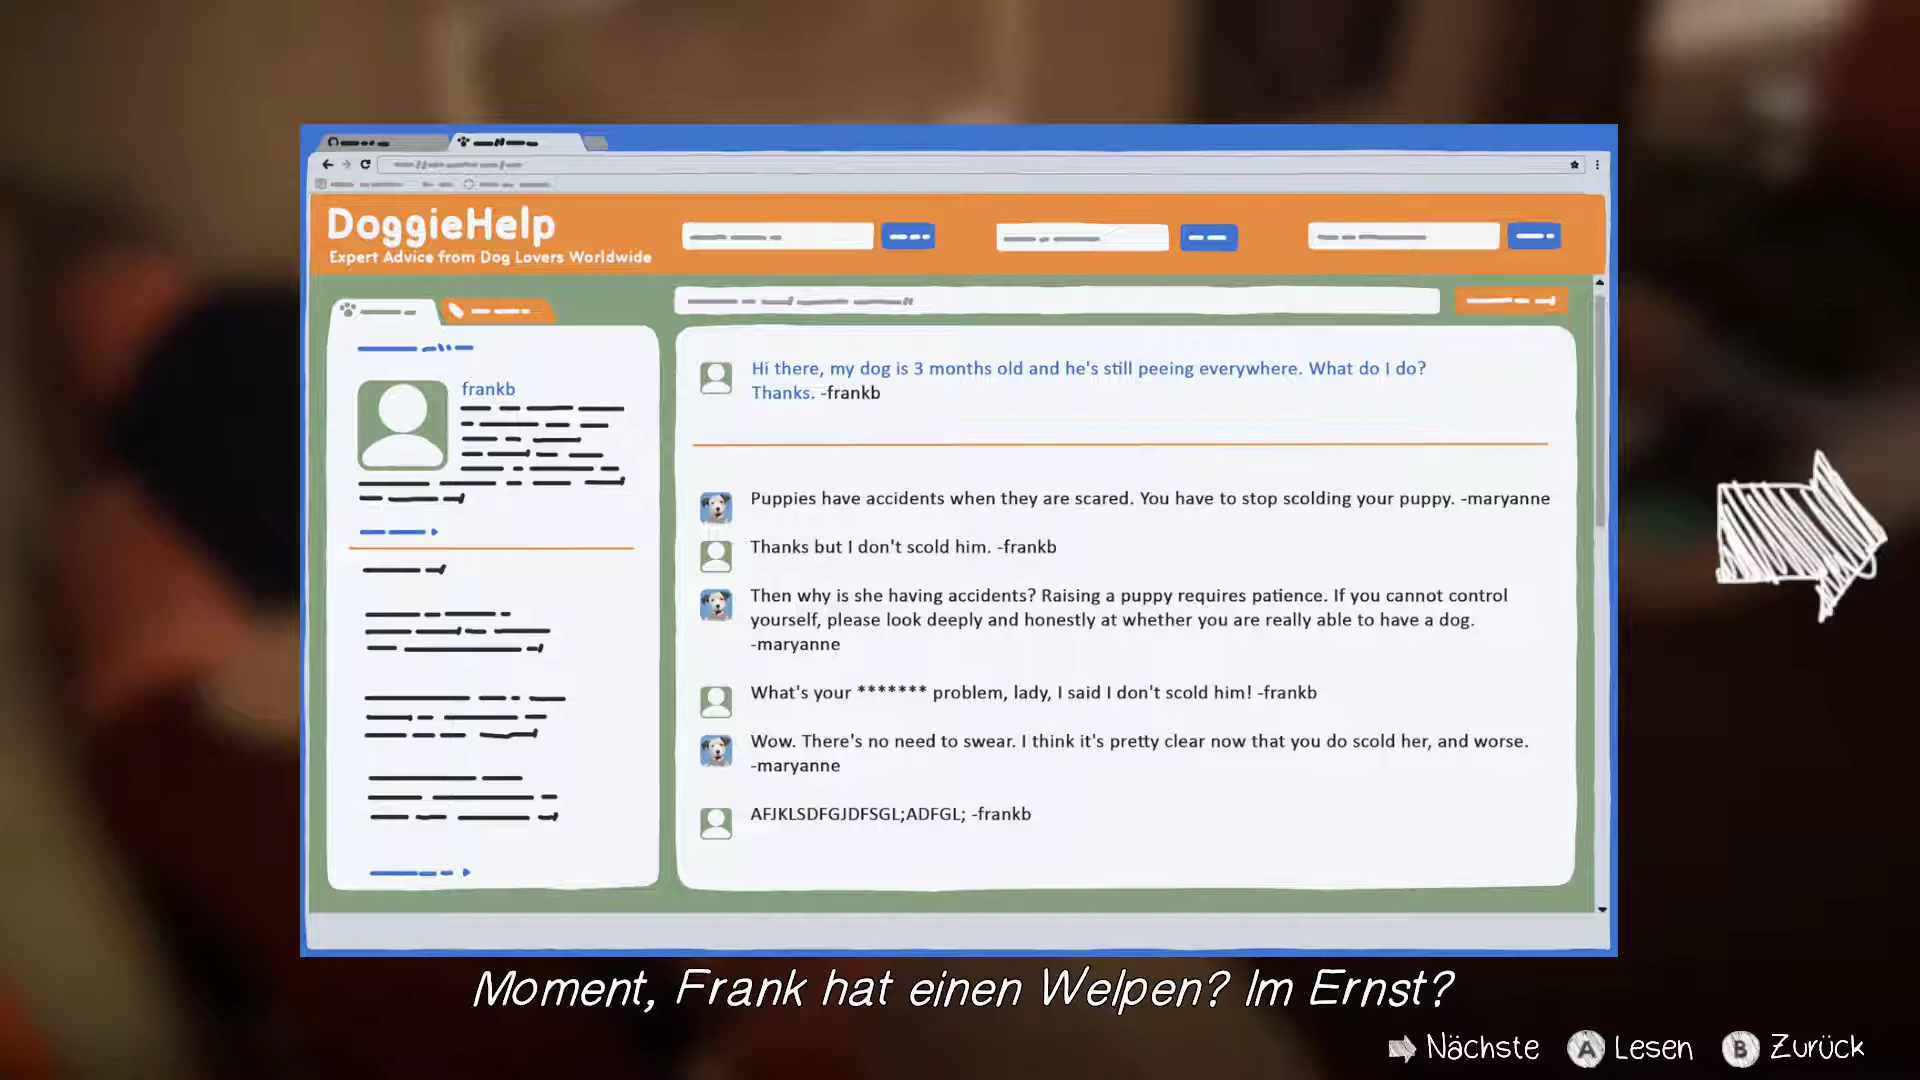 DoggieHelp
Expert Advice from Dog Lovers Worldwide
frankb
Hi there, my dog is 3 months old and he's still peeing everywhere. What do I do?
Thanks. -frankb
Puppies have accidents when they are scared. You have to stop scolding your puppy. -maryanne
Thanks but I don't scold him. -frankb
Then why is she having accidents? Raising a puppy requires patience. If you cannot control
yourself, please look deeply and honestly at whether you are really able to have a dog.
-maryanne
What's your ******* problem, lady, I said I don't scold him! -frankb
Wow. There's no need to swear. I think it's pretty clear now that you do scold her, and worse.
-maryanne
AFJKLSDFGJDFSGL;ADFGL; -frankb
Moment, Frank hat einen Welpen? Im Ernst?
Nächste A Lesen B Zurück